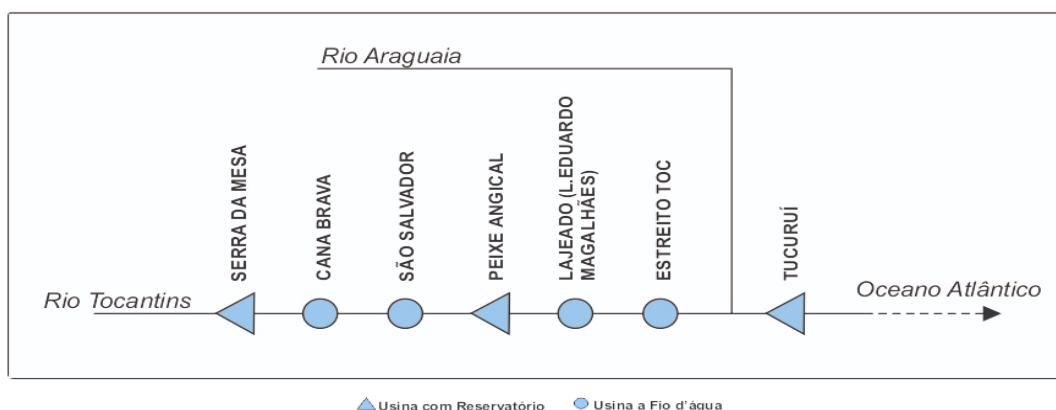 Rio Araguaia
SERRA DA MESA
CANA BRAVA
SÃO SALVADOR
PEIXE ANGICAL
LAJEADO (L.EDUARDO
MAGALHÃES)
ESTREITO TOC
TUCURUÍ
Rio Tocantins
Oceano Atlântico
Usina com Reservatório
Usina a Fio d'água